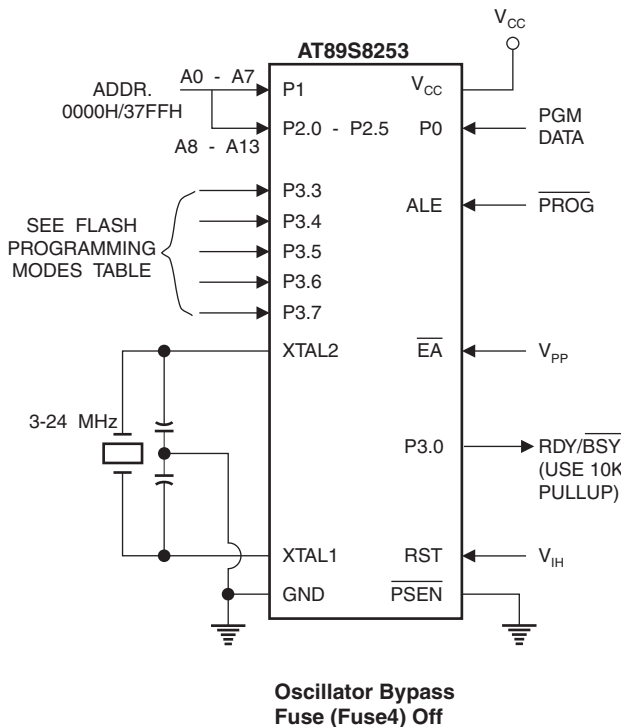 V_CC
AT89S8253
ADDR.
0000H/37FFH
A0 - A7
P1
V_CC
P2.0 - P2.5
P0
PGM
DATA
A8 - A13
P3.3
ALE
PROG
SEE FLASH
PROGRAMMING
MODES TABLE
P3.4
P3.5
P3.6
P3.7
XTAL2
EA
V_PP
3-24 MHz
P3.0
RDY/BSY
(USE 10K
PULLUP)
XTAL1
RST
V_IH
GND
PSEN
Oscillator Bypass
Fuse (Fuse4) Off